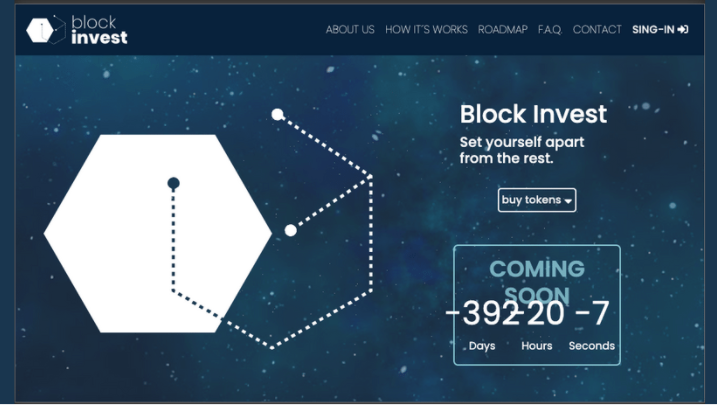 block
invest
ABOUT US HOW IT'S WORKS ROADMAP F.A.Q. CONTACT SING-IN
Block Invest
Set yourself apart
from the rest.
buy tokens
COMING
SOON
-392 -20 -7
Days Hours Seconds